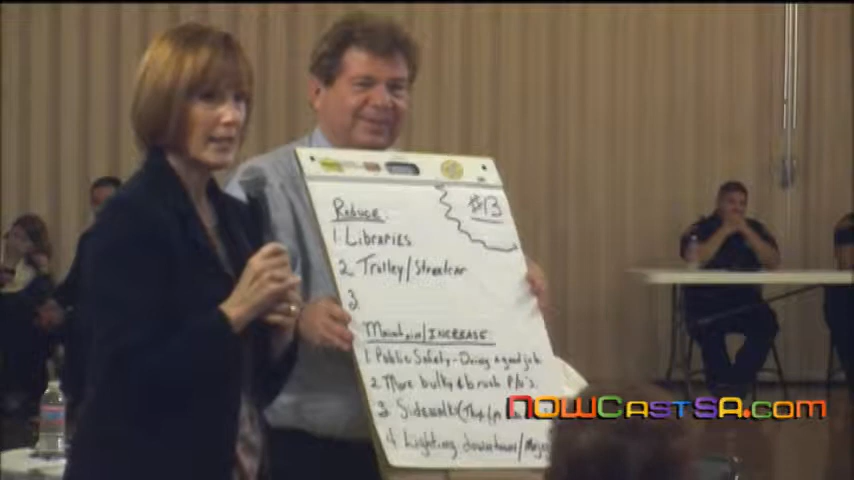 $13
Reduce
1. Libraries
2. Trolley/Streetcar
3.
Maintain/INCREASE
1. Public Safety - Doing a good job
2. More bulky & brush P/U's
3. Sidewalk
4. Lighting downtown/
NOWCastSA.com